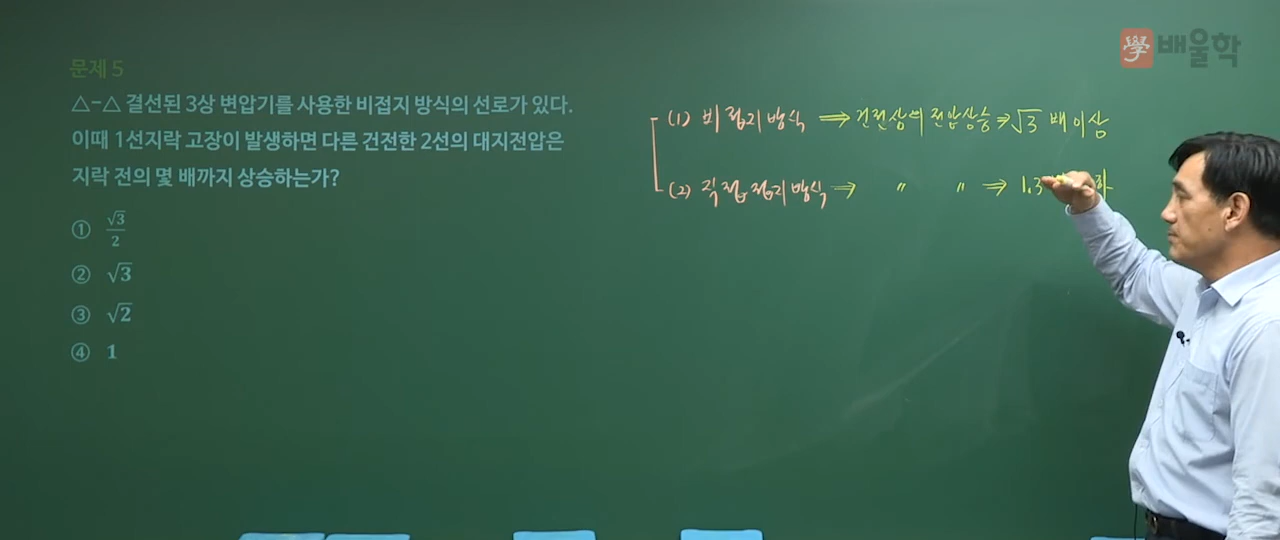 學 배울학
문제 5
△-△ 결선된 3상 변압기를 사용한 비접지 방식의 선로가 있다.
이때 1선지락 고장이 발생하면 다른 건전한 2선의 대지전압은
지락 전의 몇 배까지 상승하는가?
① √3/2
② √3
③ √2
④ 1
(1) 비접지방식 ⇒ 건전상의 전압상승 ⇒ √3 배 이상
(2) 직접접지방식 ⇒ 〃 〃 ⇒ 1.3